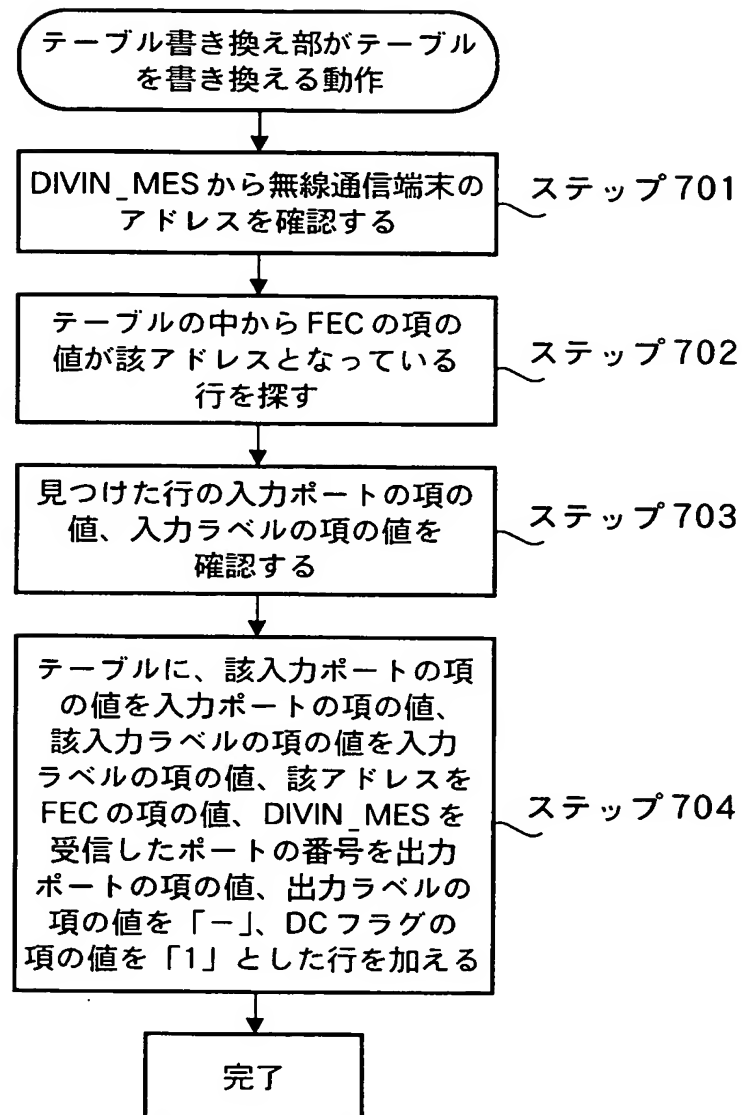 テーブル書き換え部がテーブル
を書き換える動作
DIVIN_MESから無線通信端末の
アドレスを確認する
ステップ701
テーブルの中からFECの項の
値が該アドレスとなっている
行を探す
ステップ702
見つけた行の入力ポートの項の
値、入力ラベルの項の値を
確認する
ステップ703
テーブルに、該入力ポートの項
の値を入力ポートの項の値、
該入力ラベルの項の値を入力
ラベルの項の値、該アドレスを
FECの項の値、DIVIN_MESを
受信したポートの番号を出力
ポートの項の値、出力ラベルの
項の値を「−」、DCフラグの
項の値を「1」とした行を加える
ステップ704
完了